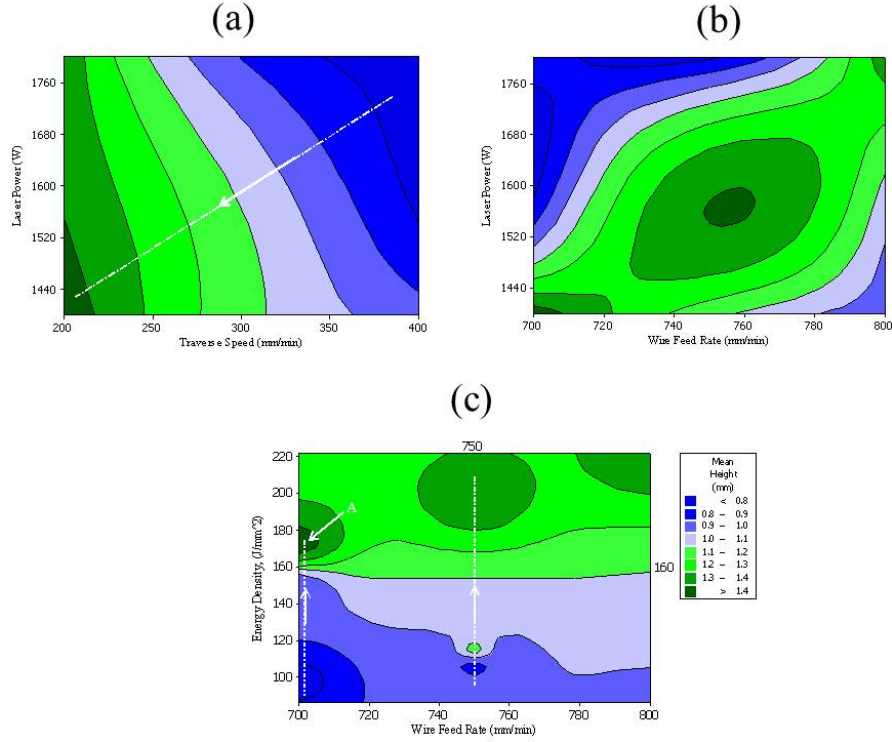 (a)
(b)
1760
1680
1600
1520
1440
Laser Power (W)
200
250
300
350
400
Traverse Speed (mm/min)
1760
1680
1600
1520
1440
Laser Power (W)
700
720
740
760
780
800
Wire Feed Rate (mm/min)
(c)
750
220
200
180
160
140
120
100
Energy Density, (J/mm^2)
A
160
700
720
740
760
780
800
Wire Feed Rate (mm/min)
Mean
Height
(mm)
< 0.8
0.8 – 0.9
0.9 – 1.0
1.0 – 1.1
1.1 – 1.2
1.2 – 1.3
1.3 – 1.4
> 1.4